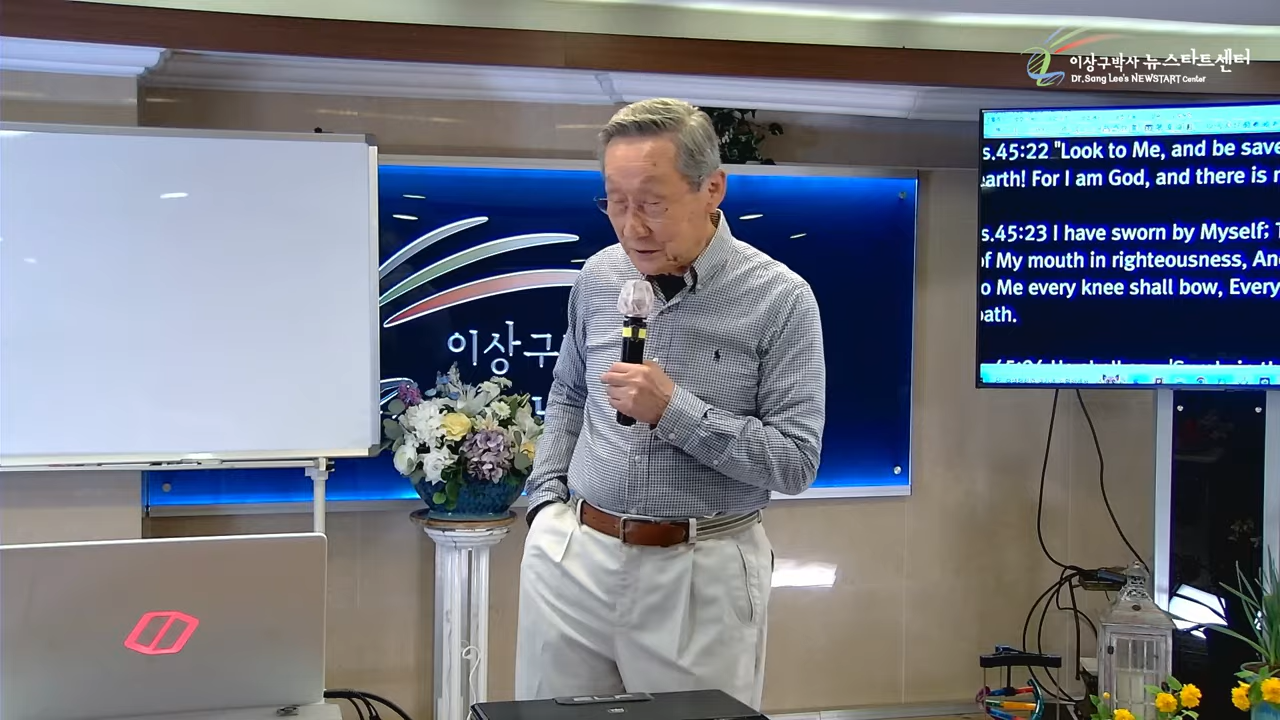 이상구박사 뉴스타트센터
Dr. Sang Lee's NEWSTART Center
s.45:22 "Look to Me, and be save
earth! For I am God, and there is
s.45:23 I have sworn by Myself;
of My mouth in righteousness, An
o Me every knee shall bow, Every
oath.
이상구